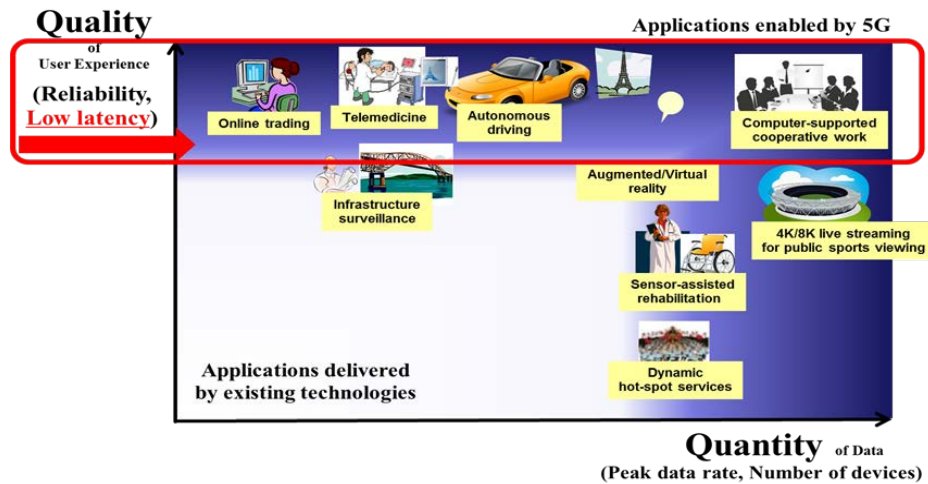 Quality
of
User Experience
(Reliability,
Low latency)
Applications enabled by 5G
Online trading
Telemedicine
Autonomous
driving
Computer-supported
cooperative work
Infrastructure
surveillance
Augmented/Virtual
reality
4K/8K live streaming
for public sports viewing
Sensor-assisted
rehabilitation
Dynamic
hot-spot services
Applications delivered
by existing technologies
Quantity of Data
(Peak data rate, Number of devices)